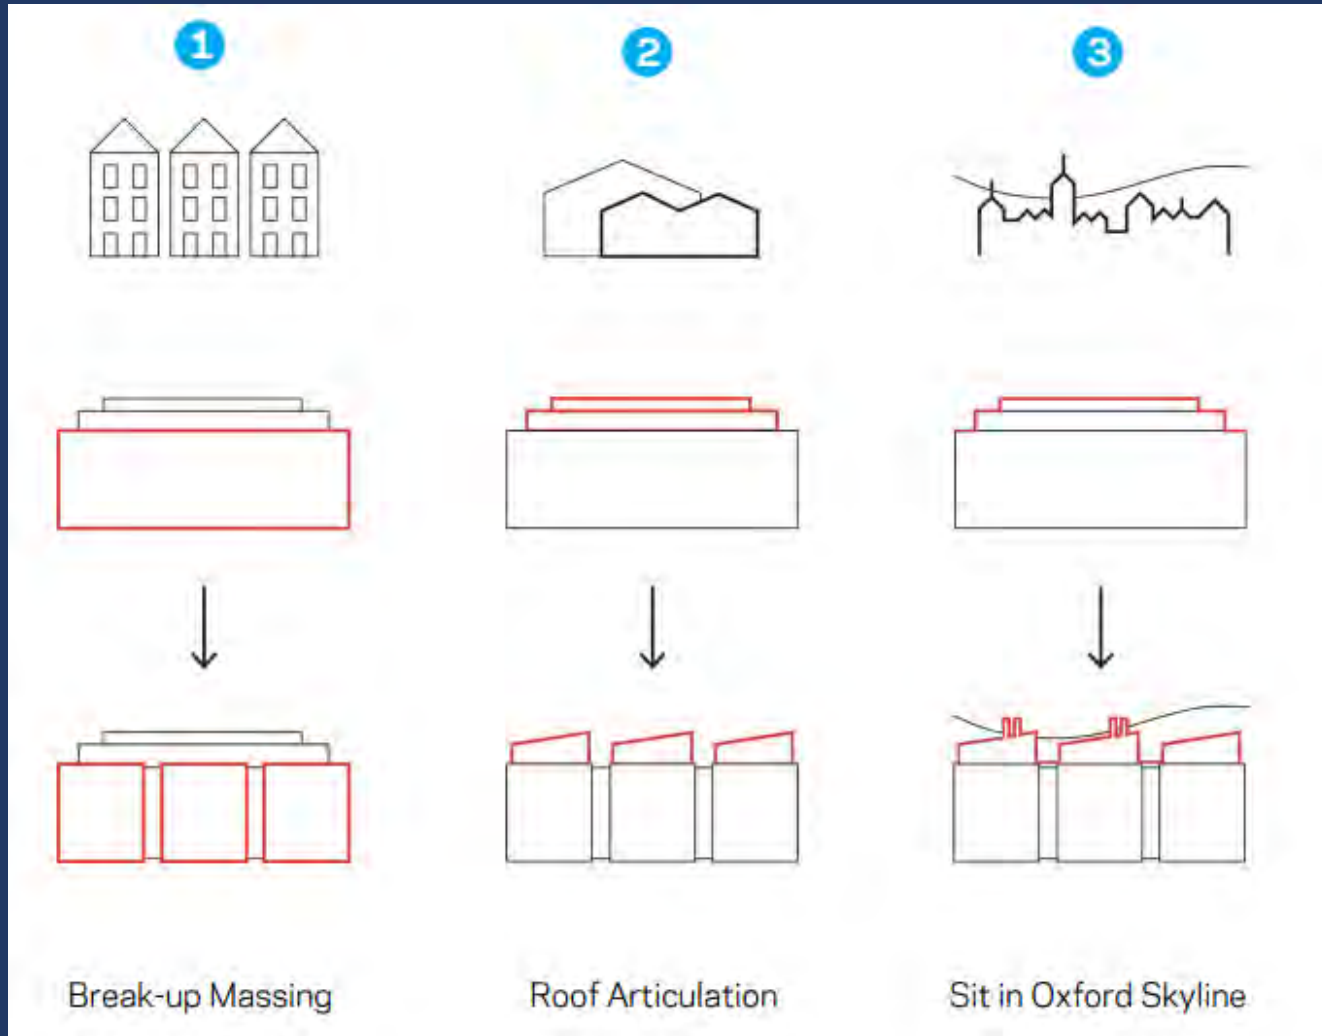 1
2
3
Break-up Massing
Roof Articulation
Sit in Oxford Skyline